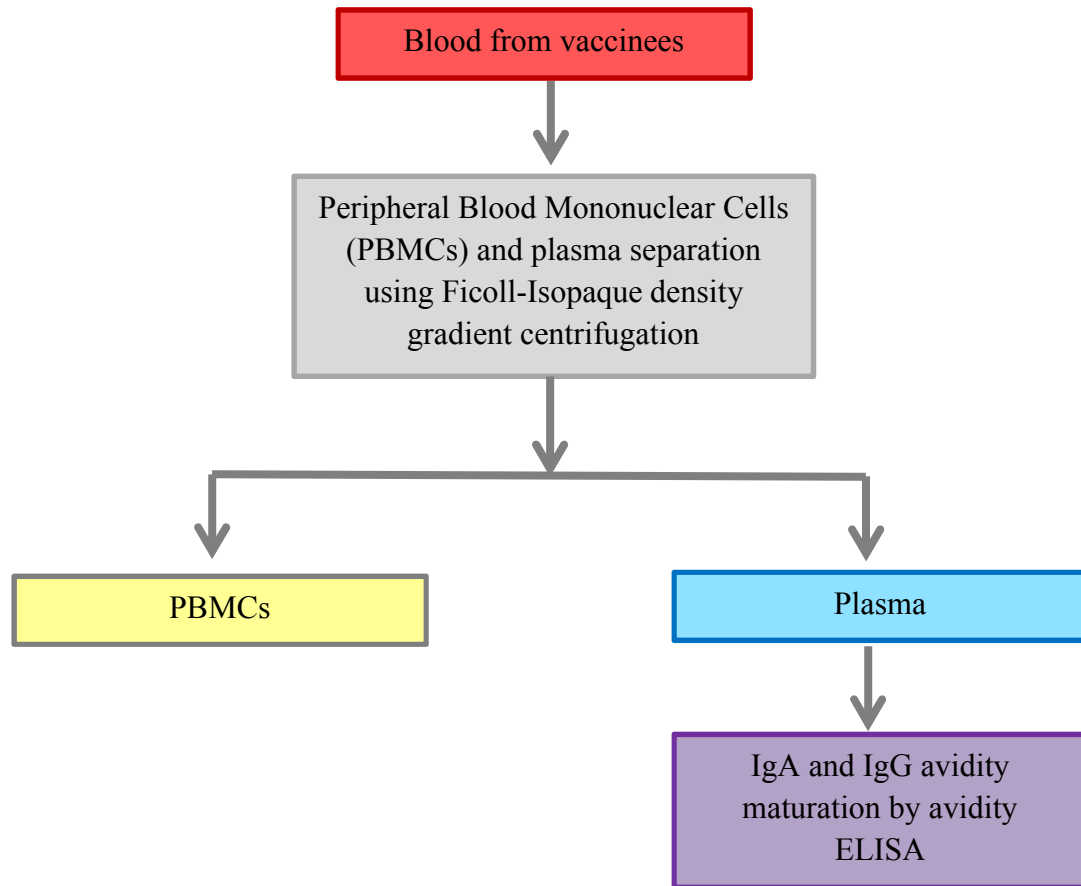 Blood from vaccinees
Peripheral Blood Mononuclear Cells
(PBMCs) and plasma separation
using Ficoll-Isopaque density
gradient centrifugation
PBMCs
Plasma
IgA and IgG avidity
maturation by avidity
ELISA